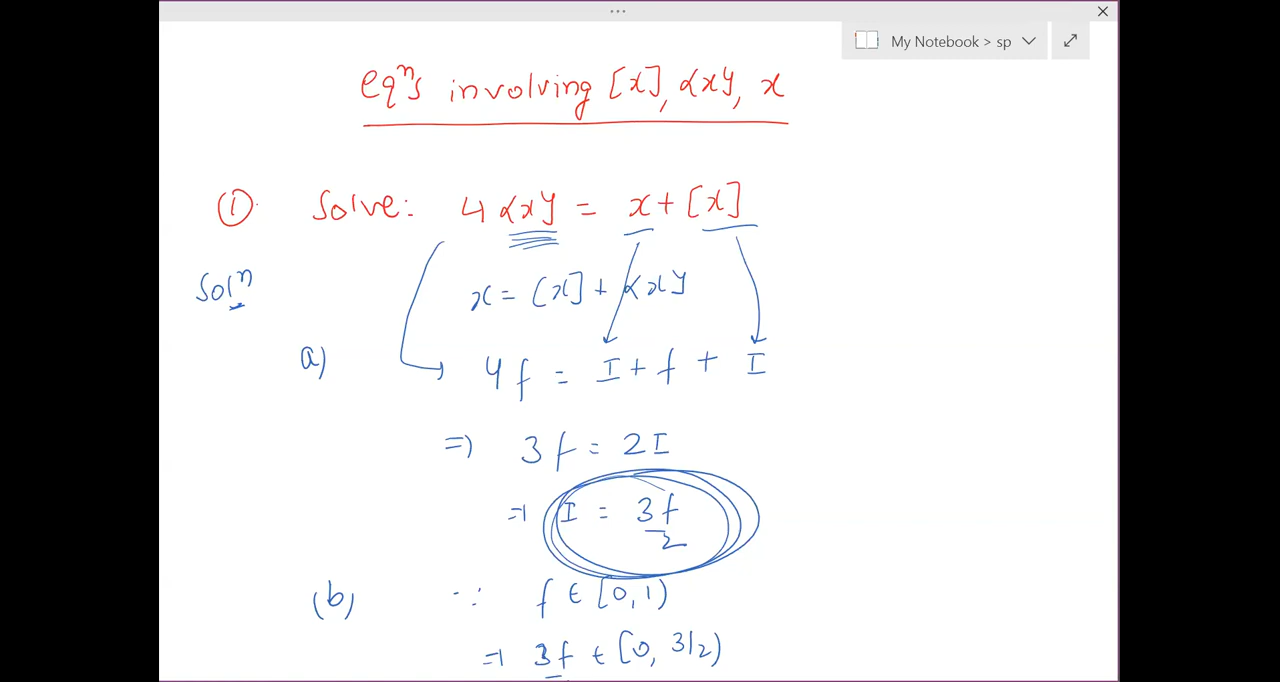 My Notebook > sp
eqⁿs involving [x], {x}, x
① Solve: 4{x} = x + [x]
Solⁿ
x = [x] + {x}
a) 4f = I + f + I
⇒ 3f = 2I
⇒ I = 3f/2
(b) ∵ f ∈ [0, 1)
⇒ 3f ∈ [0, 3/2)